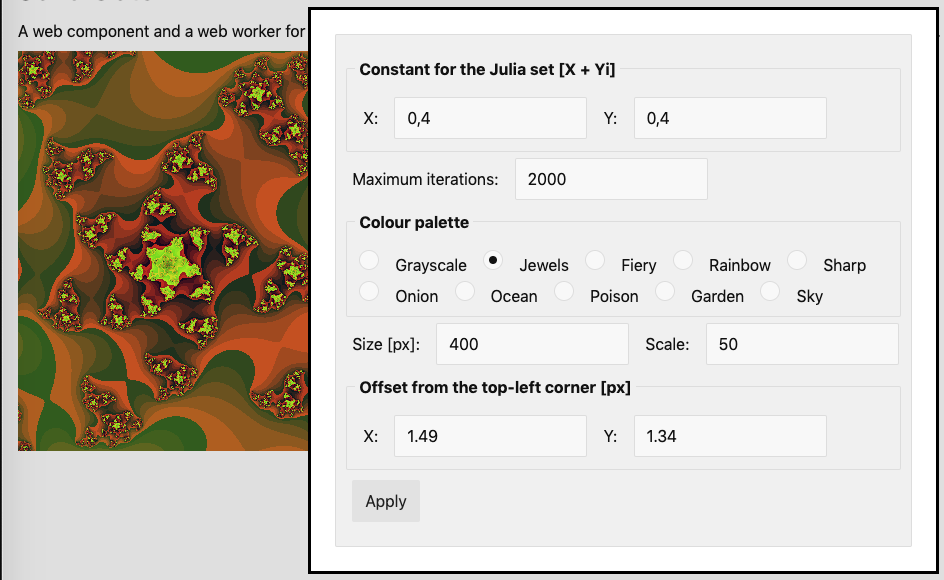 A web component and a web worker for
Constant for the Julia set [X + Yi]
X: 0,4 Y: 0,4
Maximum iterations: 2000
Colour palette
Grayscale Jewels Fiery Rainbow Sharp
Onion Ocean Poison Garden Sky
Size [px]: 400 Scale: 50
Offset from the top-left corner [px]
X: 1.49 Y: 1.34
Apply